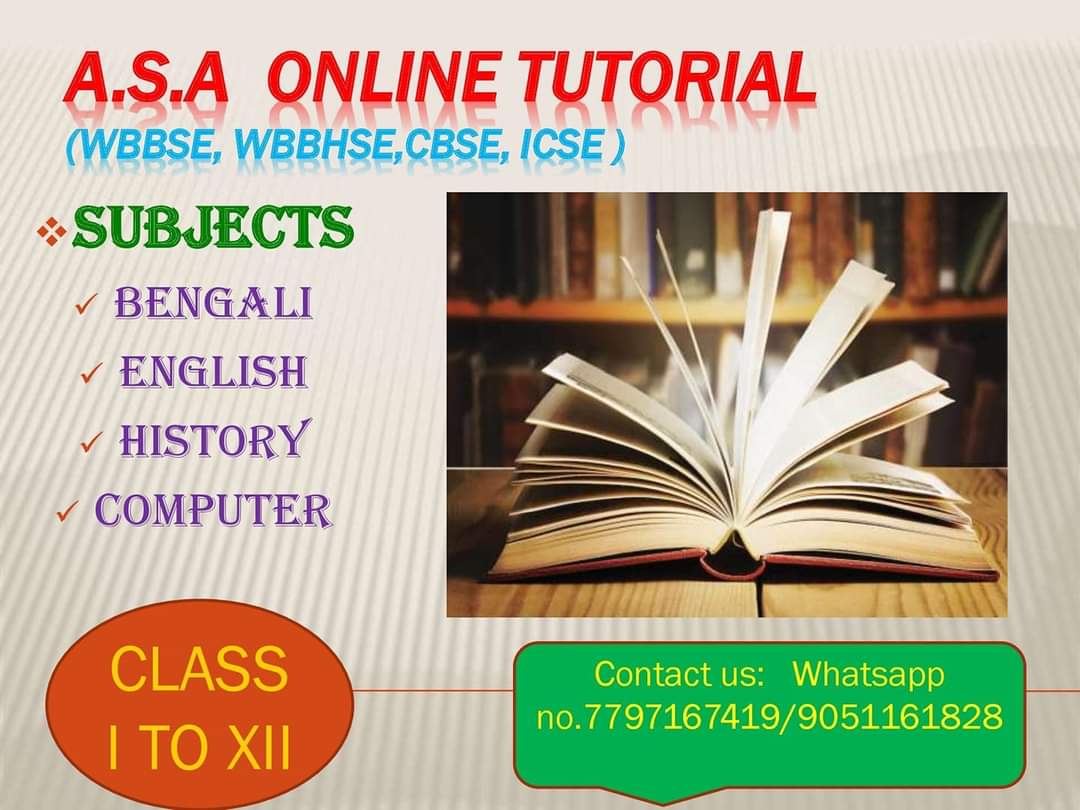 A.S.A ONLINE TUTORIAL
(WBBSE, WBBHSE,CBSE, ICSE )
SUBJECTS
BENGALI
ENGLISH
HISTORY
COMPUTER
CLASS
I TO XII
Contact us: Whatsapp
no.7797167419/9051161828